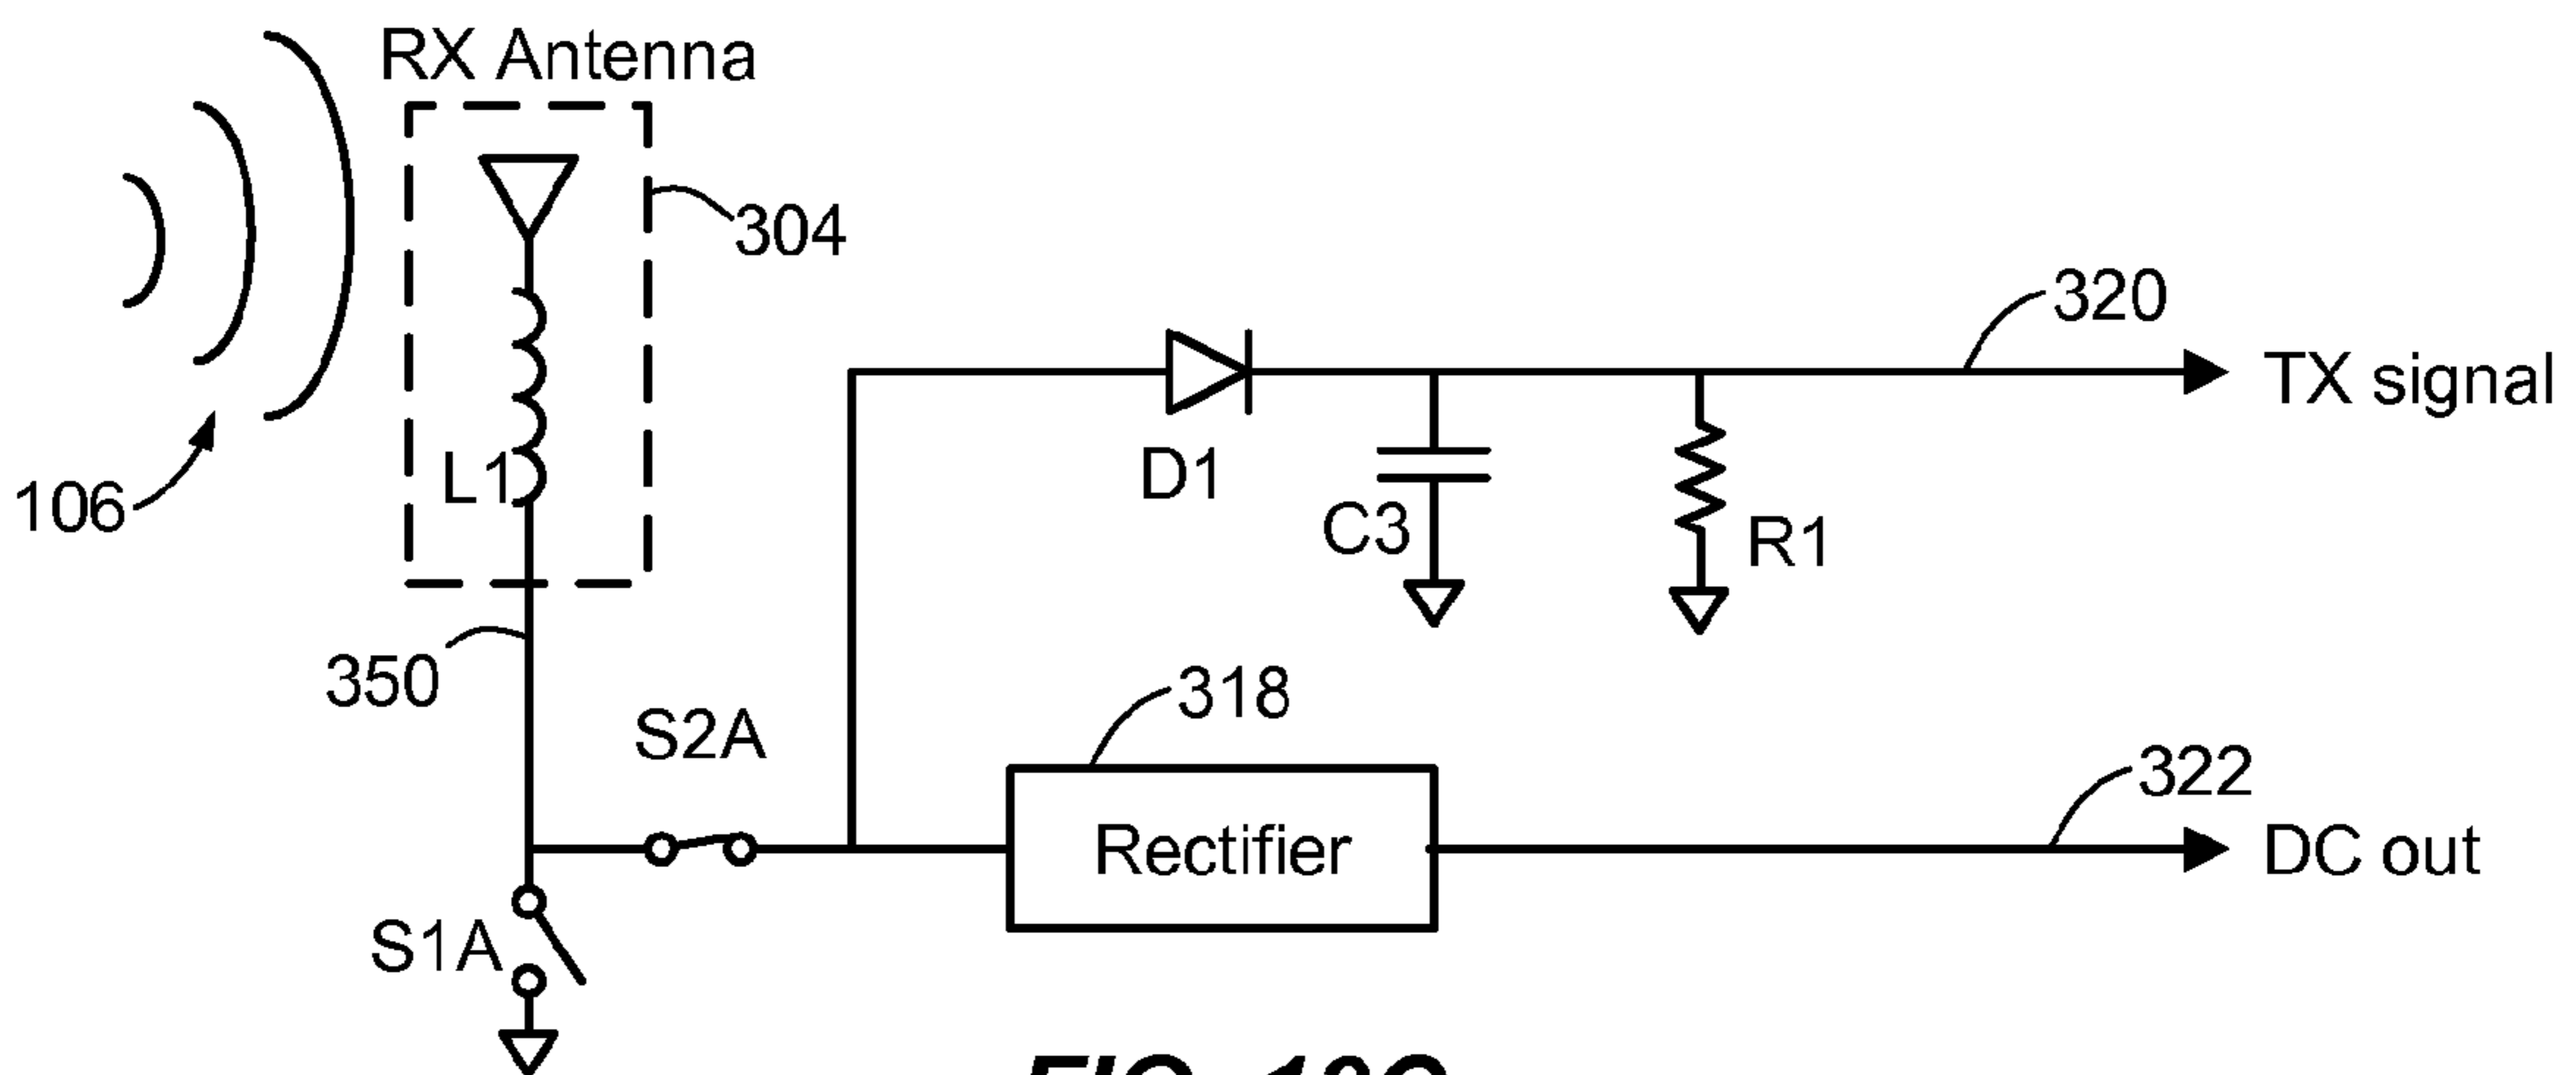 RX Antenna
304
320
TX signal
L1
D1
106
C3
R1
350
318
S2A
322
Rectifier
DC out
S1A